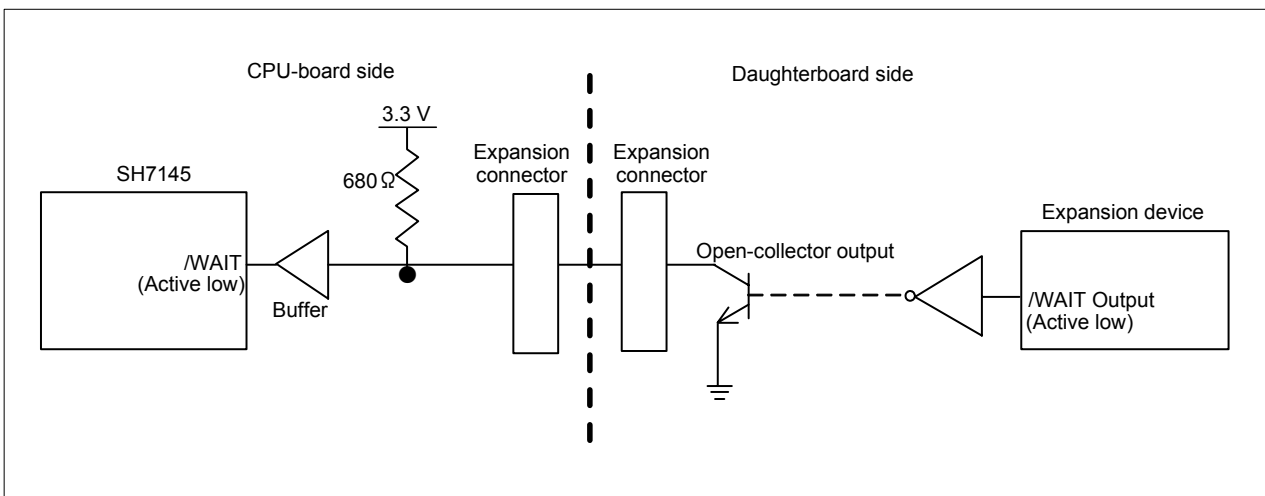 CPU-board side
Daughterboard side
3.3 V
680 Ω
Expansion
connector
Expansion
connector
SH7145
/WAIT
(Active low)
Buffer
Open-collector output
Expansion device
/WAIT Output
(Active low)